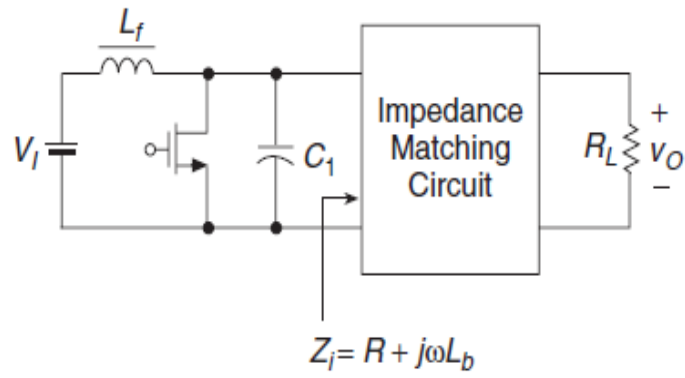 L_f
V_I
C_1
Impedance
Matching
Circuit
R_L
+
v_O
−
Z_i = R + jωL_b